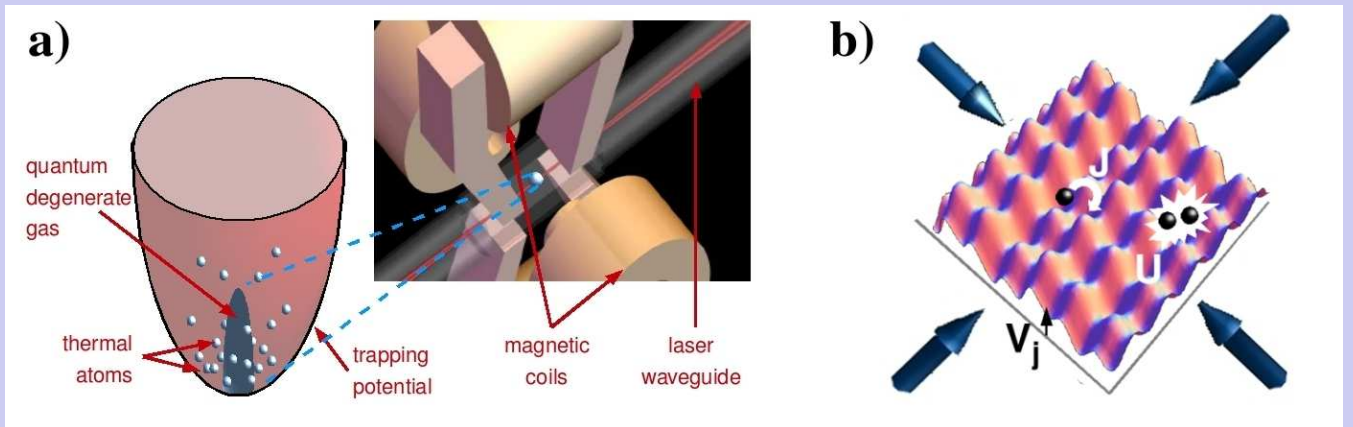 a)
quantum
degenerate
gas
thermal
atoms
trapping
potential
magnetic
coils
laser
waveguide
b)
J
U
Vj